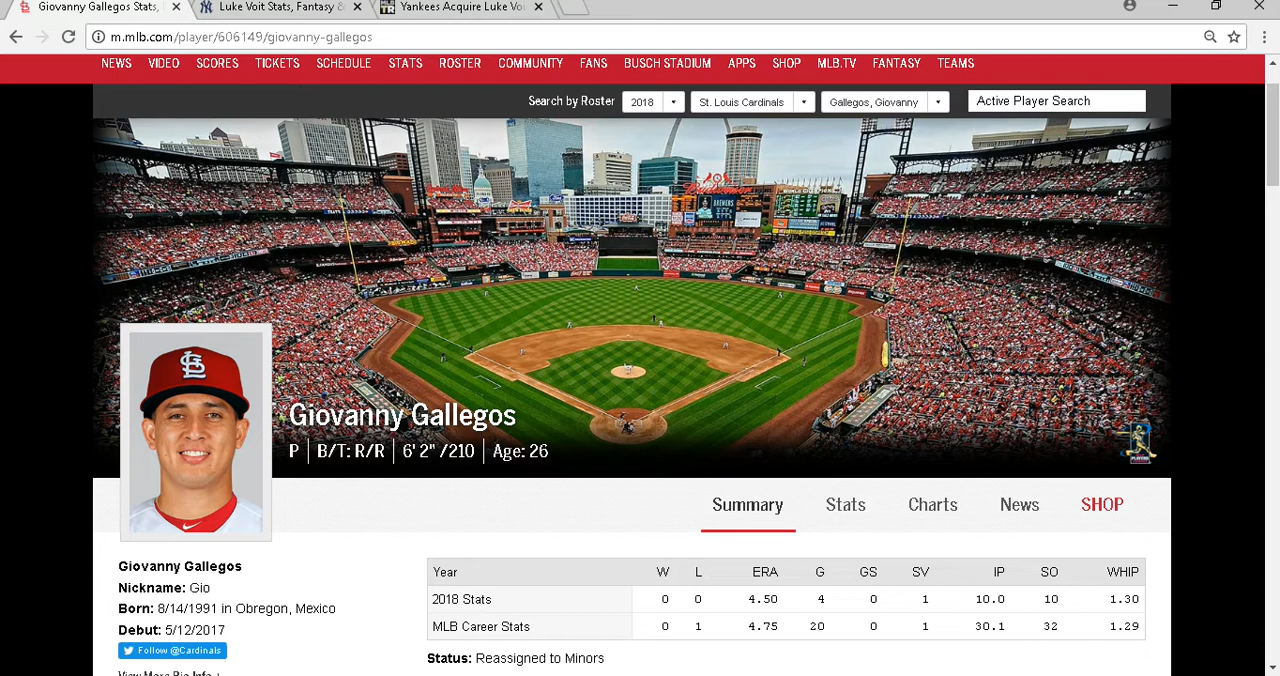 Giovanny Gallegos Stats,
Luke Voit Stats, Fantasy &
Yankees Acquire Luke Voi
m.mlb.com/player/606149/giovanny-gallegos
NEWS VIDEO SCORES TICKETS SCHEDULE STATS ROSTER COMMUNITY FANS BUSCH STADIUM APPS SHOP MLB.TV FANTASY TEAMS
Search by Roster 2018 St. Louis Cardinals Gallegos, Giovanny Active Player Search
Budweiser
BREWERS
Giovanny Gallegos
P B/T: R/R 6' 2" /210 Age: 26
Summary Stats Charts News SHOP
Giovanny Gallegos
Nickname: Gio
Born: 8/14/1991 in Obregon, Mexico
Debut: 5/12/2017
Follow @Cardinals
View More Bio Info +
Year W L ERA G GS SV IP SO WHIP
2018 Stats 0 0 4.50 4 0 1 10.0 10 1.30
MLB Career Stats 0 1 4.75 20 0 1 30.1 32 1.29
Status: Reassigned to Minors